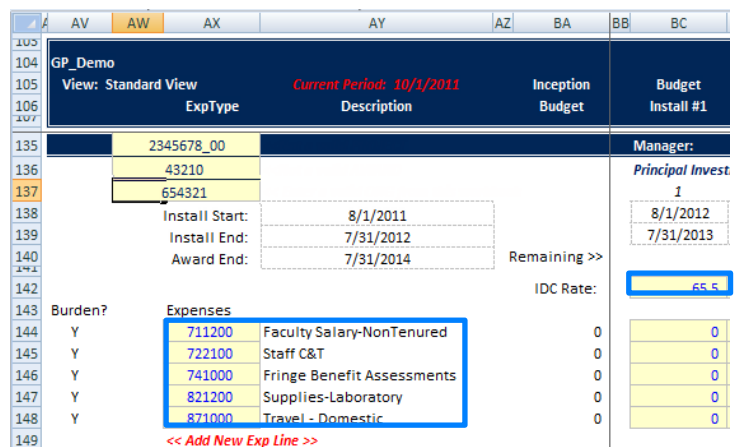 AV AW AX AY AZ BA BB BC
103
104 GP_Demo
105 View: Standard View Current Period: 10/1/2011 Inception Budget
106 ExpType Description Budget Install #1
107
135 2345678_00 Manager:
136 43210 Principal Invest
137 654321 1
138 Install Start: 8/1/2011 8/1/2012
139 Install End: 7/31/2012 7/31/2013
140 Award End: 7/31/2014 Remaining >>
141
142 IDC Rate: 65.5
143 Burden? Expenses
144 Y 711200 Faculty Salary-NonTenured 0 0
145 Y 722100 Staff C&T 0 0
146 Y 741000 Fringe Benefit Assessments 0 0
147 Y 821200 Supplies-Laboratory 0 0
148 Y 871000 Travel - Domestic 0 0
149 << Add New Exp Line >>